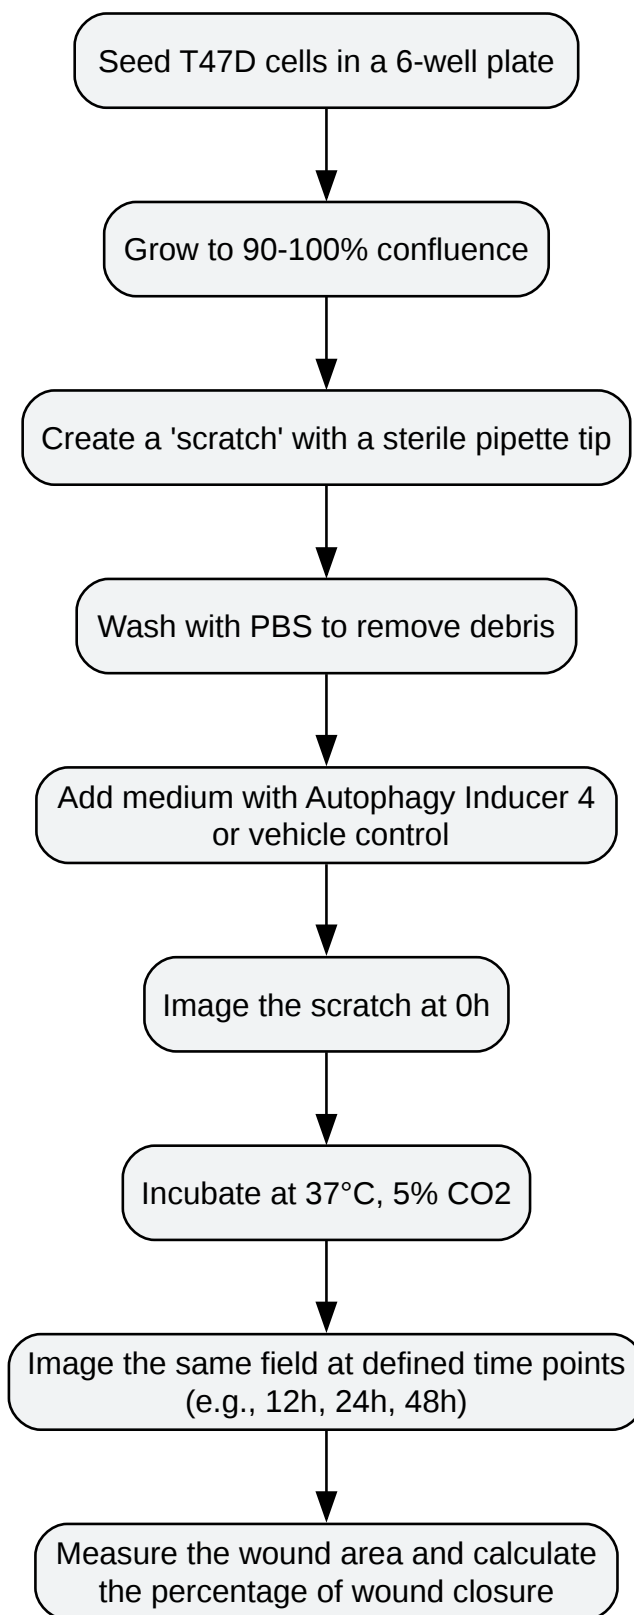 Seed T47D cells in a 6-well plate
Grow to 90-100% confluence
Create a 'scratch' with a sterile pipette tip
Wash with PBS to remove debris
Add medium with Autophagy Inducer 4
or vehicle control
Image the scratch at 0h
Incubate at 37°C, 5% CO2
Image the same field at defined time points
(e.g., 12h, 24h, 48h)
Measure the wound area and calculate
the percentage of wound closure